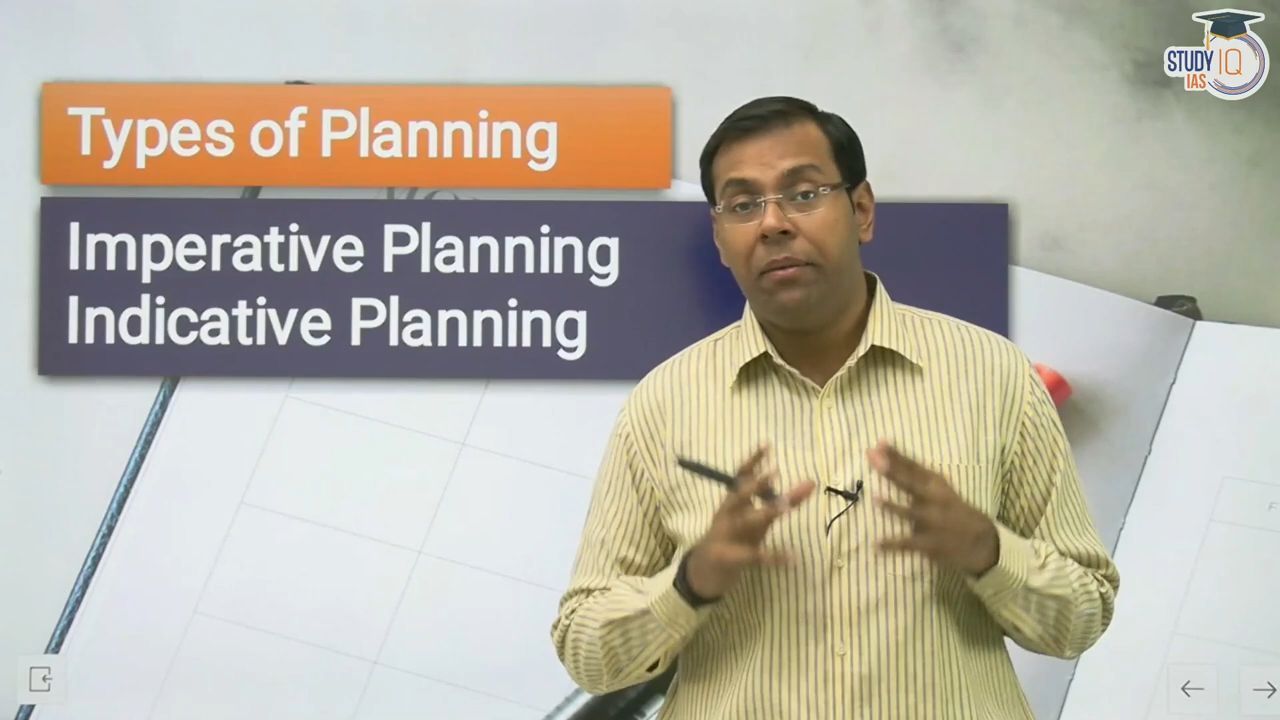 STUDY IQ
IAS
Types of Planning
Imperative Planning
Indicative Planning